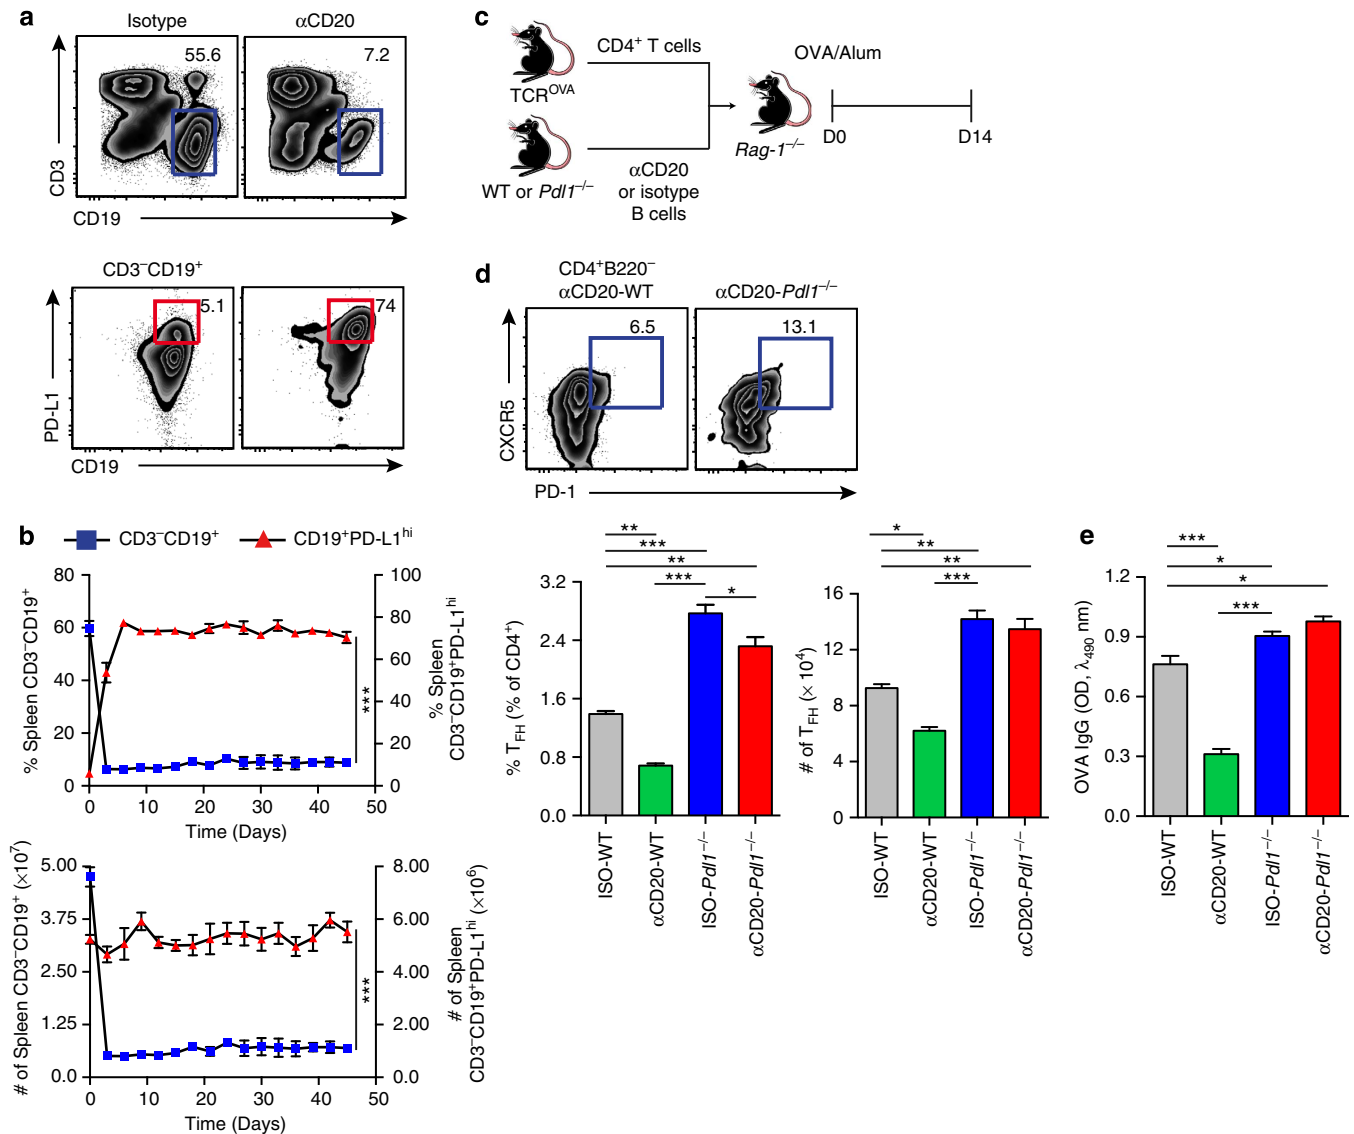 a
Isotype
αCD20
55.6
7.2
CD3
CD19
CD3⁻CD19⁺
5.1
74
PD-L1
CD19
b
CD3⁻CD19⁺
CD19⁺PD-L1ʰⁱ
80
60
40
20
0
% Spleen CD3⁻CD19⁺
100
80
60
40
20
0
% Spleen
CD3⁻CD19⁺PD-L1ʰⁱ
***
0 10 20 30 40 50
Time (Days)
5.00
3.75
2.50
1.25
0.0
# of Spleen CD3⁻CD19⁺ (×10⁷)
8.00
6.00
4.00
2.00
0.0
# of Spleen
CD3⁻CD19⁺PD-L1ʰⁱ (×10⁶)
***
0 10 20 30 40 50
Time (Days)
c
CD4⁺ T cells
TCRᴼⱽᴬ
WT or Pdl1⁻/⁻
αCD20
or isotype
B cells
Rag-1⁻/⁻
OVA/Alum
D0
D14
d
CD4⁺B220⁻
αCD20-WT
αCD20-Pdl1⁻/⁻
6.5
13.1
CXCR5
PD-1
**
***
**
***
*
3.2
2.4
1.6
0.8
0.0
% T_FH (% of CD4⁺)
ISO-WT
αCD20-WT
ISO-Pdl1⁻/⁻
αCD20-Pdl1⁻/⁻
*
**
**
***
16
12
8
4
0
# of T_FH (× 10⁴)
ISO-WT
αCD20-WT
ISO-Pdl1⁻/⁻
αCD20-Pdl1⁻/⁻
e
***
*
*
***
1.2
0.9
0.6
0.3
0.0
OVA IgG (OD, λ₄₉₀ nm)
ISO-WT
αCD20-WT
ISO-Pdl1⁻/⁻
αCD20-Pdl1⁻/⁻